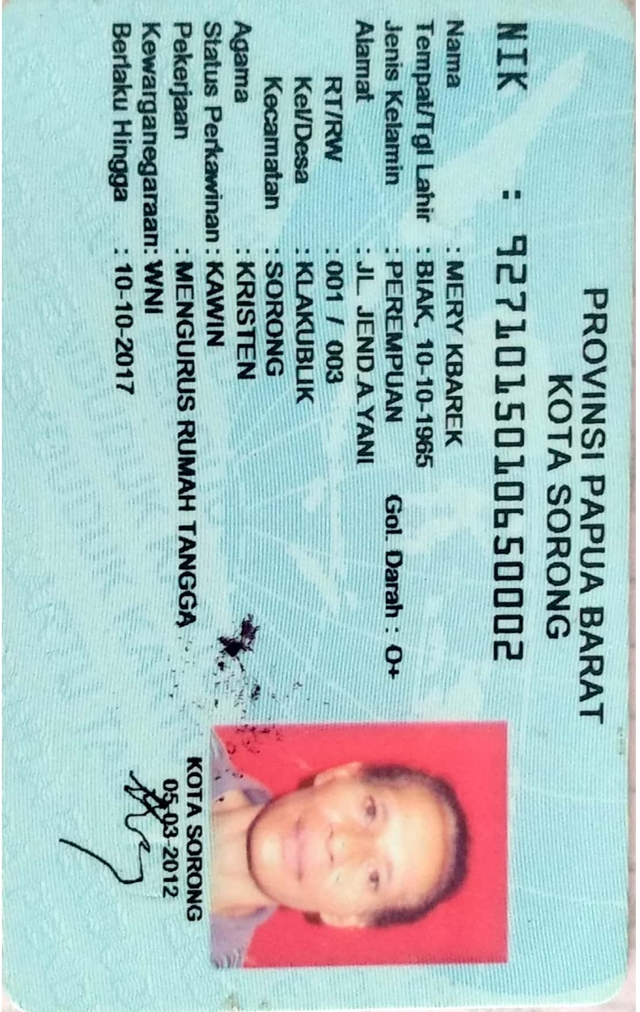 PROVINSI PAPUA BARAT
KOTA SORONG
NIK : 9271015010650002
Nama : MERY KBAREK
Tempat/Tgl Lahir : BIAK, 10-10-1965
Jenis Kelamin : PEREMPUAN Gol. Darah : O+
Alamat : JL. JEND.A.YANI
RT/RW : 001 / 003
Kel/Desa : KLAKUBLIK
Kecamatan : SORONG
Agama : KRISTEN
Status Perkawinan : KAWIN
Pekerjaan : MENGURUS RUMAH TANGGA
Kewarganegaraan: WNI
Berlaku Hingga : 10-10-2017
KOTA SORONG
05-03-2012